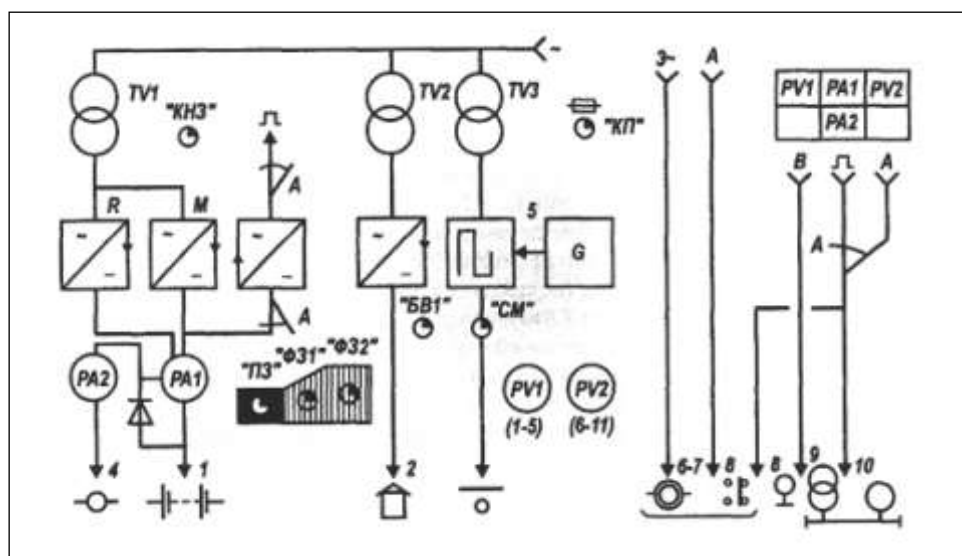 ~
TV1
"КНЗ"
TV2
TV3
"КП"
3~
A
PV1 PA1 PV2
PA2
B
A
A
R
M
~
~
~
~
5
G
A
"БВ1"
"СМ"
A
"ПЗ" "ФЗ1" "ФЗ2"
PA2
PA1
PV1
PV2
(1-5)
(6-11)
4
1
2
6-7
8
8
9
10